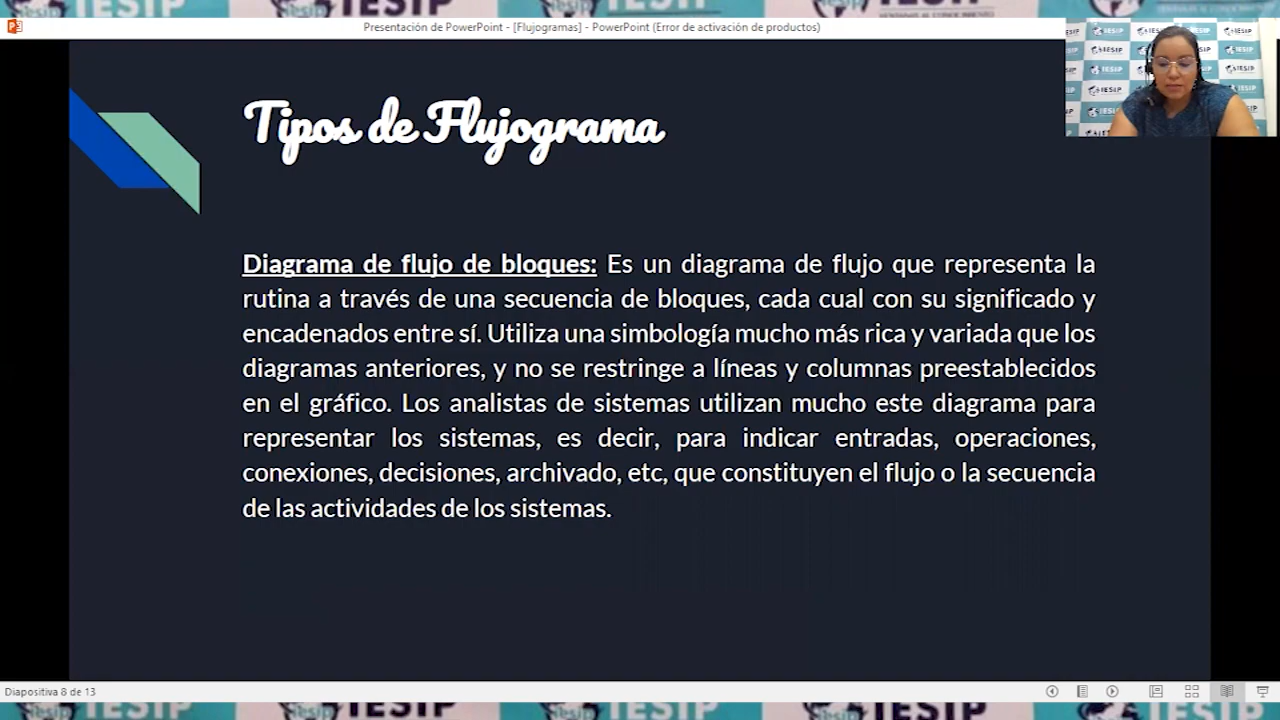 Presentación de PowerPoint - [Flujogramas] - PowerPoint (Error de activación de productos)
Tipos de Flujograma
Diagrama de flujo de bloques: Es un diagrama de flujo que representa la
rutina a través de una secuencia de bloques, cada cual con su significado y
encadenados entre sí. Utiliza una simbología mucho más rica y variada que los
diagramas anteriores, y no se restringe a líneas y columnas preestablecidos
en el gráfico. Los analistas de sistemas utilizan mucho este diagrama para
representar los sistemas, es decir, para indicar entradas, operaciones,
conexiones, decisiones, archivado, etc, que constituyen el flujo o la secuencia
de las actividades de los sistemas.
Diapositiva 8 de 13